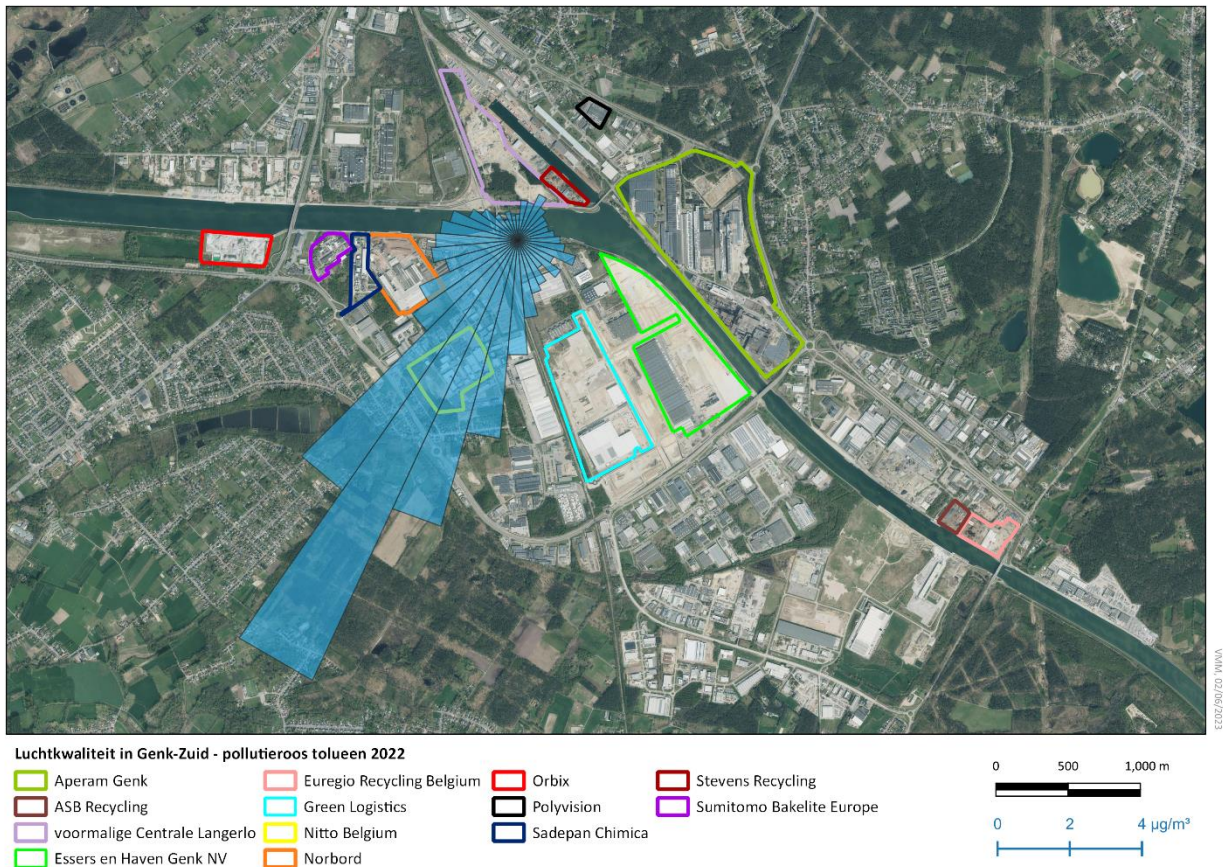 VMM, 02/06/2023
Luchtkwaliteit in Genk-Zuid - pollutieroos tolueen 2022
Aperam Genk
ASB Recycling
voormalige Centrale Langerlo
Essers en Haven Genk NV
Euregio Recycling Belgium
Green Logistics
Nitto Belgium
Norbord
Orbix
Polyvision
Sadepan Chimica
Stevens Recycling
Sumitomo Bakelite Europe
0 500 1,000 m
0 2 4 µg/m³